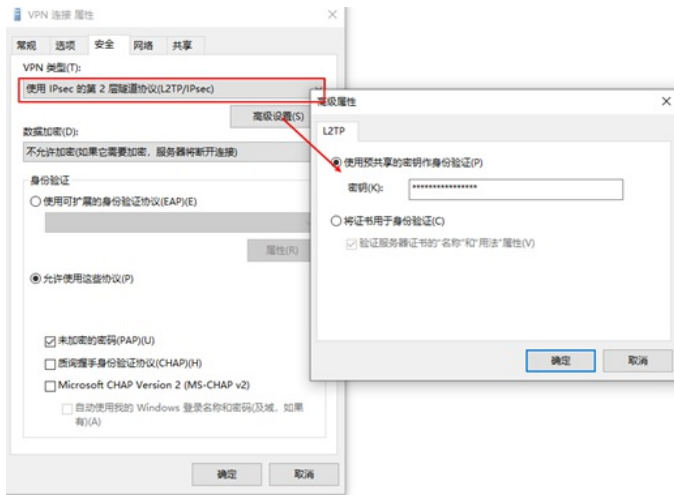 VPN 连接 属性
常规 选项 安全 网络 共享
VPN 类型(T):
使用 IPsec 的第 2 层隧道协议(L2TP/IPsec)
高级设置(S)
数据加密(D):
不允许加密(如果它需要加密，服务器将断开连接)
身份验证
使用可扩展的身份验证协议(EAP)(E)
属性(R)
允许使用这些协议(P)
未加密的密码(PAP)(U)
质询握手身份验证协议(CHAP)(H)
Microsoft CHAP Version 2 (MS-CHAP v2)
自动使用我的 Windows 登录名称和密码(及域，如果
有)(A)
确定 取消
高级属性
L2TP
使用预共享的密钥作身份验证(P)
密钥(K): ****************
将证书用于身份验证(C)
验证服务器证书的"名称"和"用法"属性(V)
确定 取消